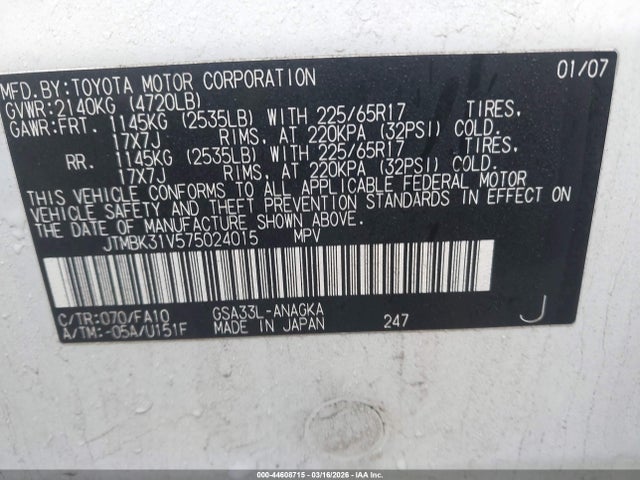 MFD.BY:TOYOTA MOTOR CORPORATION 01/07
GVWR:2140KG (4720LB)
GAWR:FRT. 1145KG (2535LB) WITH 225/65R17 TIRES.
17X7J RIMS, AT 220KPA (32PSI) COLD.
RR. 1145KG (2535LB) WITH 225/65R17 TIRES.
17X7J RIMS, AT 220KPA (32PSI) COLD.
THIS VEHICLE CONFORMS TO ALL APPLICABLE FEDERAL MOTOR
VEHICLE SAFETY AND THEFT PREVENTION STANDARDS IN EFFECT ON
THE DATE OF MANUFACTURE SHOWN ABOVE.
JTMBK31V575024015 MPV
C/TR:070/FA10 GSA33L-ANAGKA
A/TM:-05A/U151F MADE IN JAPAN 247 J
© 2000-44608715 - 03/16/2026 - IAAI.COM